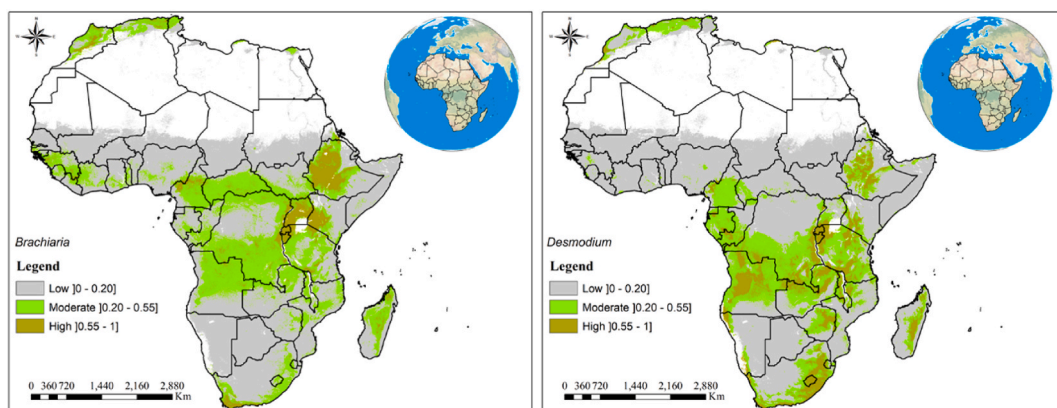 Brachiaria
Legend
Low ]0 - 0.20]
Moderate ]0.20 - 0.55]
High ]0.55 - 1]
0 360 720 1,440 2,160 2,880
Km
Desmodium
Legend
Low ]0 - 0.20]
Moderate ]0.20 - 0.55]
High ]0.55 - 1]
0 360 720 1,440 2,160 2,880
Km